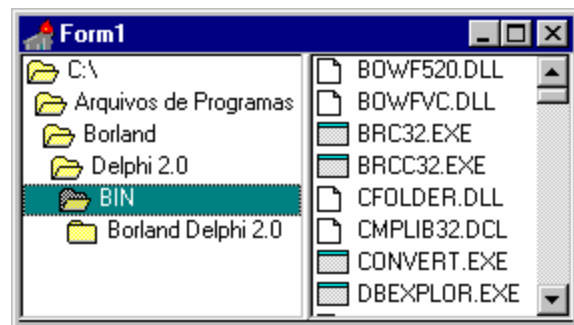 Form1
C:\
Arquivos de Programas
Borland
Delphi 2.0
BIN
Borland Delphi 2.0
BOWF520.DLL
BOWFVC.DLL
BRC32.EXE
BRCC32.EXE
CFOLDER.DLL
CMPLIB32.DCL
CONVERT.EXE
DBEXPLOR.EXE